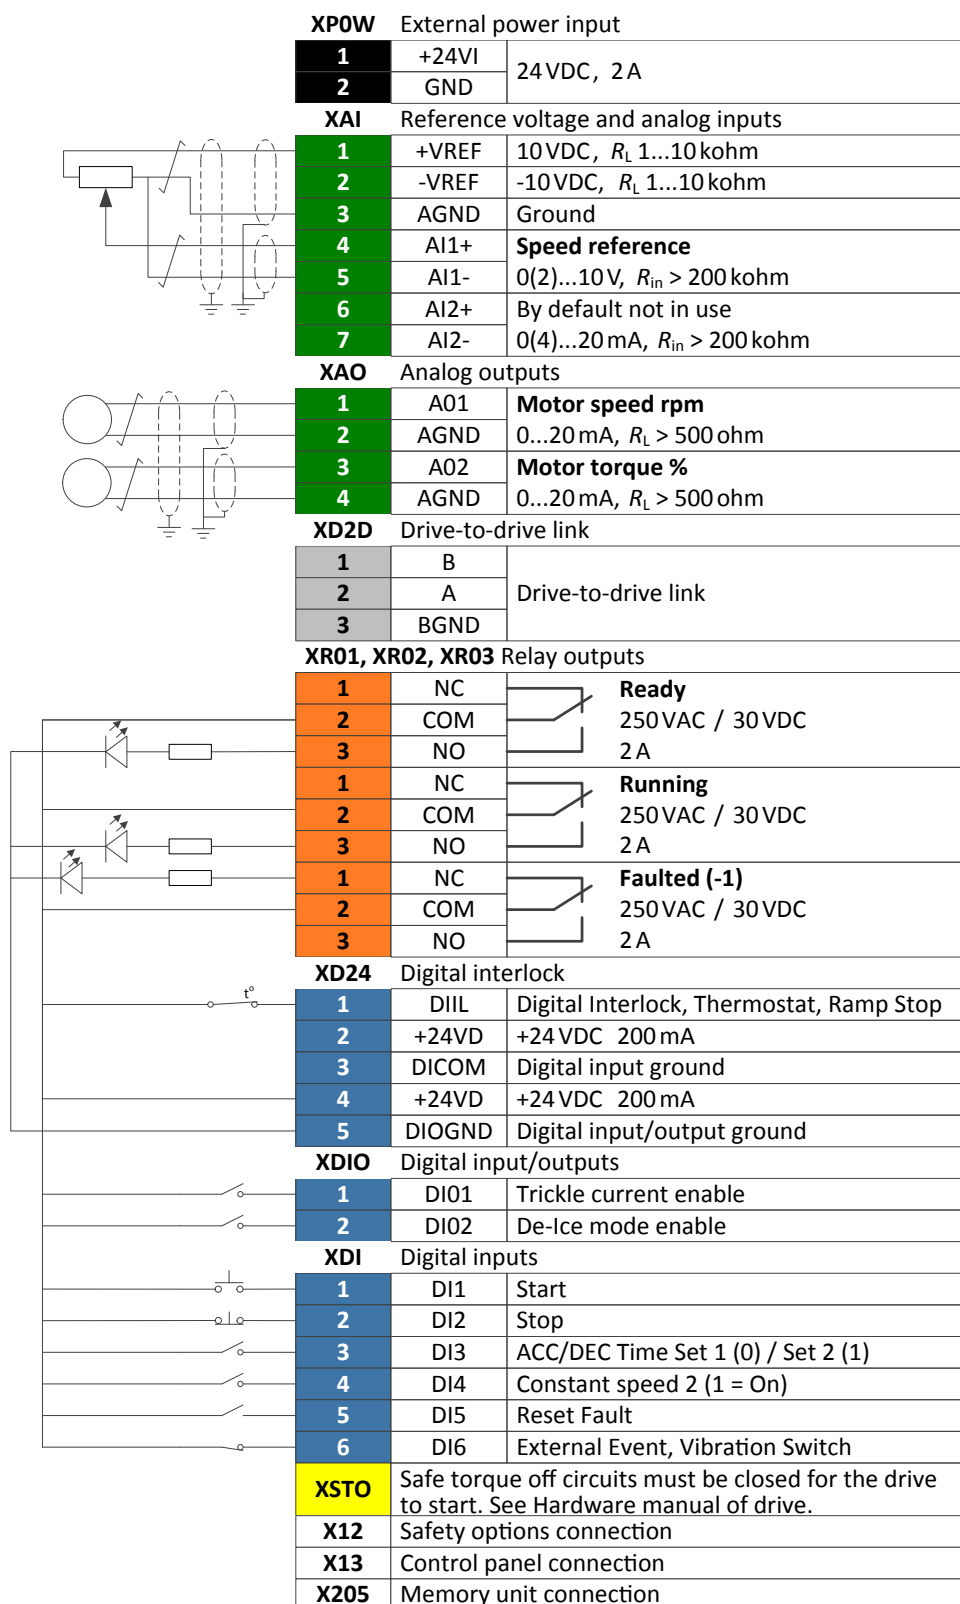 XP0W External power input
1 +24VI 24 VDC, 2 A
2 GND
XAI Reference voltage and analog inputs
1 +VREF 10 VDC, RL 1...10 kohm
2 -VREF -10 VDC, RL 1...10 kohm
3 AGND Ground
4 AI1+ Speed reference
5 AI1- 0(2)...10 V, Rin > 200 kohm
6 AI2+ By default not in use
7 AI2- 0(4)...20 mA, Rin > 200 kohm
XAO Analog outputs
1 A01 Motor speed rpm
2 AGND 0...20 mA, RL > 500 ohm
3 A02 Motor torque %
4 AGND 0...20 mA, RL > 500 ohm
XD2D Drive-to-drive link
1 B
2 A Drive-to-drive link
3 BGND
XR01, XR02, XR03 Relay outputs
1 NC Ready
2 COM 250 VAC / 30 VDC
3 NO 2 A
1 NC Running
2 COM 250 VAC / 30 VDC
3 NO 2 A
1 NC Faulted (-1)
2 COM 250 VAC / 30 VDC
3 NO 2 A
XD24 Digital interlock
t° 1 DIIL Digital Interlock, Thermostat, Ramp Stop
2 +24VD +24 VDC 200 mA
3 DICOM Digital input ground
4 +24VD +24 VDC 200 mA
5 DIOGND Digital input/output ground
XDIO Digital input/outputs
1 DI01 Trickle current enable
2 DI02 De-Ice mode enable
XDI Digital inputs
1 DI1 Start
2 DI2 Stop
3 DI3 ACC/DEC Time Set 1 (0) / Set 2 (1)
4 DI4 Constant speed 2 (1 = On)
5 DI5 Reset Fault
6 DI6 External Event, Vibration Switch
XSTO Safe torque off circuits must be closed for the drive
to start. See Hardware manual of drive.
X12 Safety options connection
X13 Control panel connection
X205 Memory unit connection